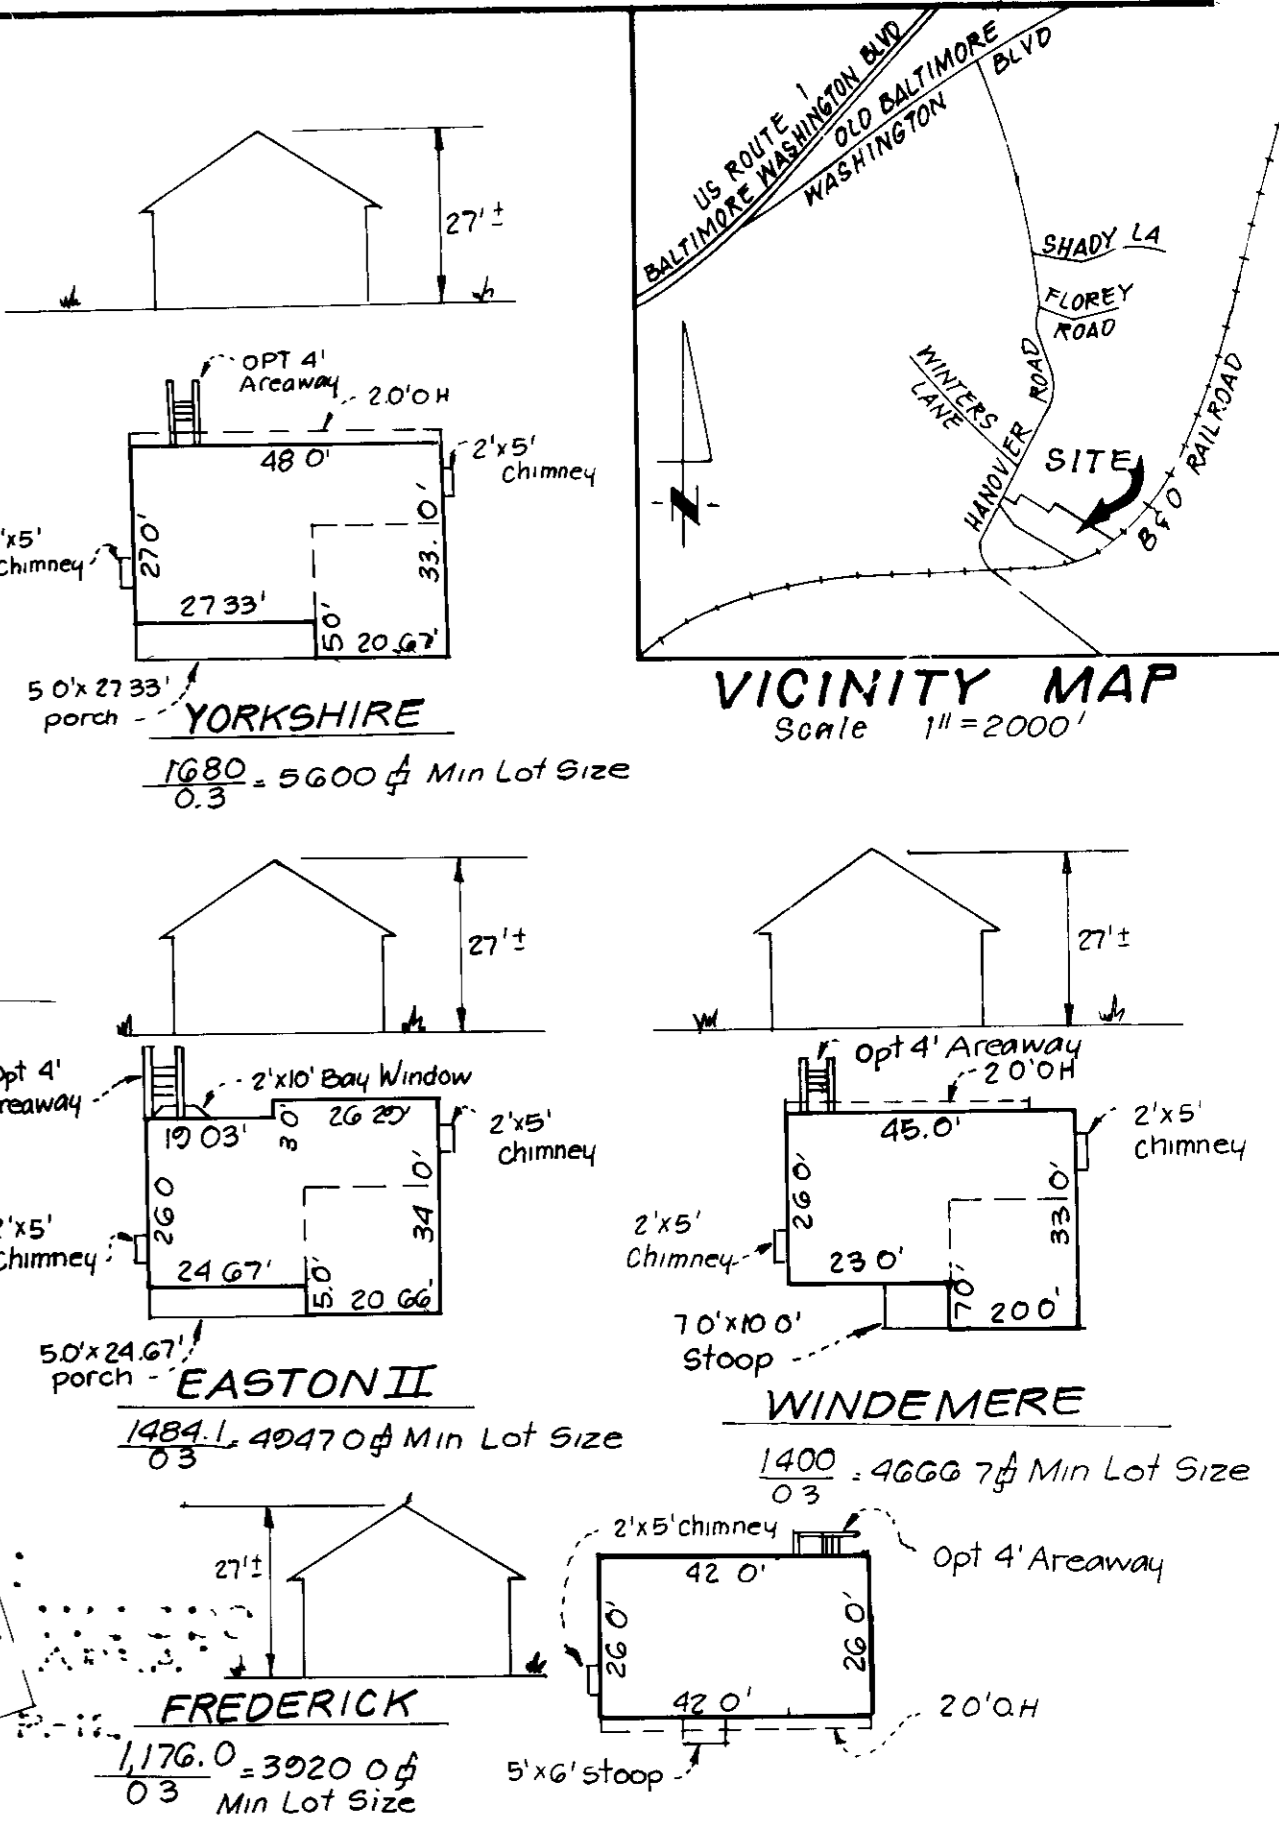 27'±
OPT 4'
Areaway
2.0'OH
48 0'
2'x5'
Chimney
'x5'
Chimney
27 0'
33. 0'
27 33'
5 0'
20.67'
5 0'x 27 33'
porch
YORKSHIRE
1680
0.3
= 5600 ⏍ Min Lot Size
US ROUTE 1
BALTIMORE WASHINGTON BLVD
OLD BALTIMORE
WASHINGTON
BLVD
SHADY LA
FLOREY
ROAD
WINTERS
LANE
HANOVER ROAD
SITE
B&O RAILROAD
N
VICINITY MAP
Scale 1"=2000'
27'±
Opt 4'
reaway
2'x10' Bay Window
19 03'
3 0'
26 29'
2'x5'
Chimney
26 0
34 0'
2'x5'
Chimney
24 67'
5.0'
20 66'
5.0'x 24.67'
porch
EASTON II
1484.1
0 3
= 4947 0 ⏍ Min Lot Size
27'±
Opt 4' Areaway
2 0'OH
45.0'
2'x5'
Chimney
26 0'
33 0'
2'x5'
Chimney
23 0'
7 0'
20 0'
7 0'x10 0'
Stoop
WINDEMERE
1400
0 3
= 4666 7 ⏍ Min Lot Size
27'±
FREDERICK
1,176.0
0 3
= 3920 0 ⏍
Min Lot Size
2'x5' chimney
Opt 4' Areaway
42 0'
26 0'
26 0'
42 0'
2 0'O.H
5'x6' stoop